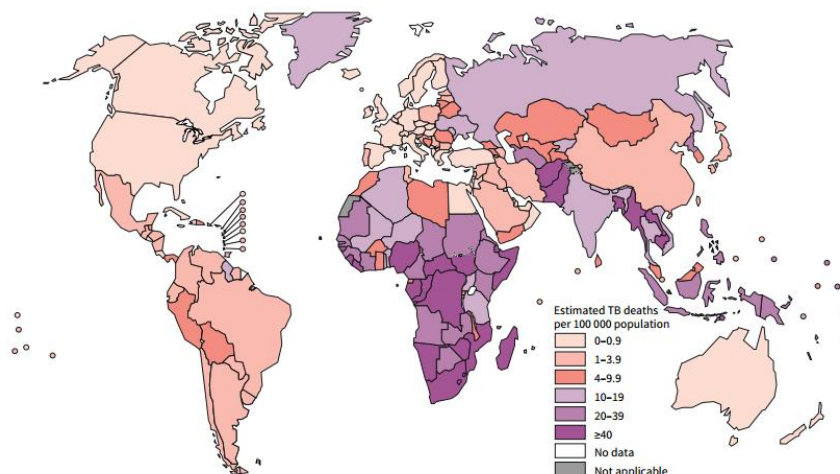 Estimated TB deaths
per 100 000 population
0–0.9
1–3.9
4–9.9
10–19
20–39
≥40
No data
Not applicable